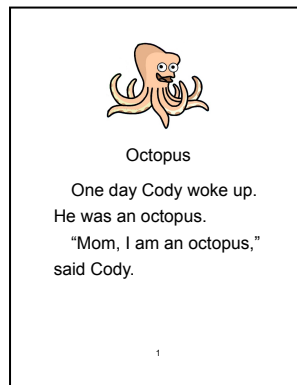 Octopus
One day Cody woke up.
He was an octopus.
“Mom, I am an octopus,”
said Cody.
1